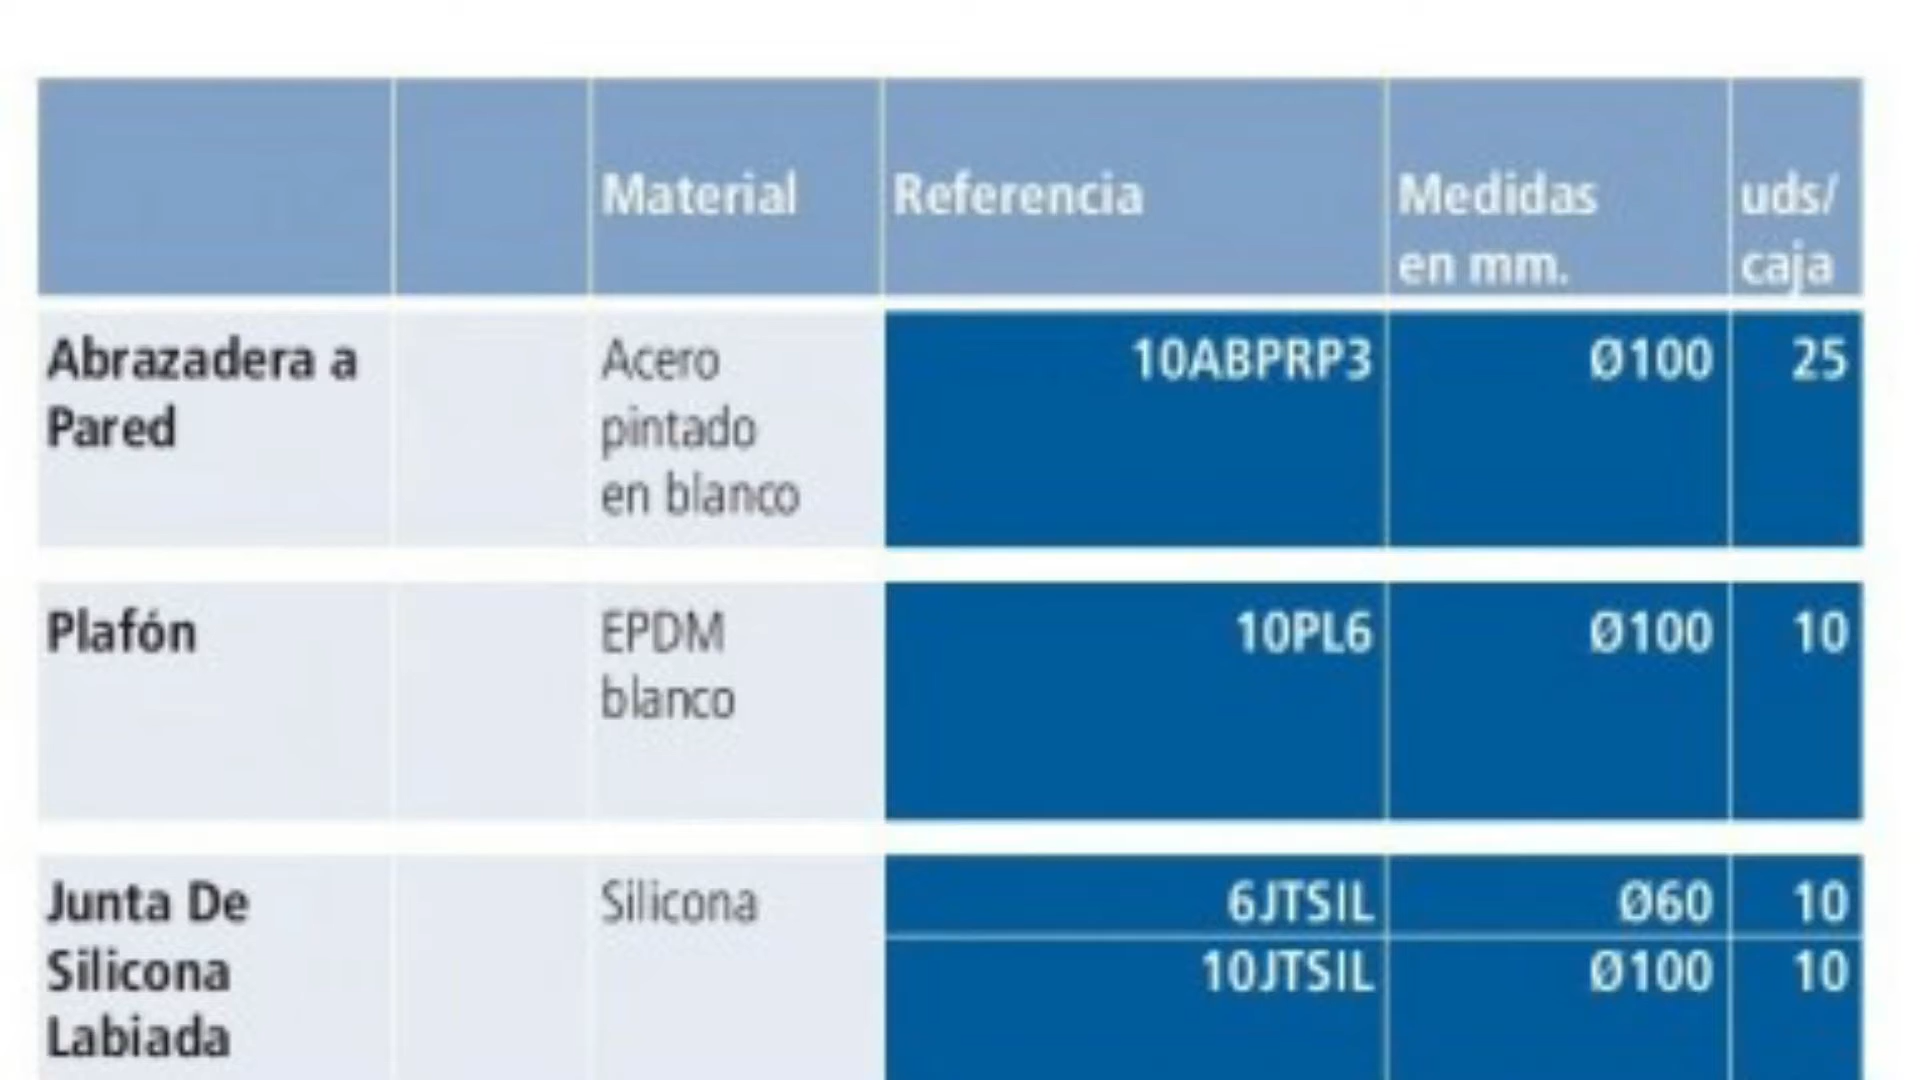 Material Referencia Medidas uds/
en mm. caja
Abrazadera a Acero 10ABPRP3 Ø100 25
Pared pintado
en blanco
Plafón EPDM 10PL6 Ø100 10
blanco
Junta De Silicona 6JTSIL Ø60 10
Silicona 10JTSIL Ø100 10
Labiada